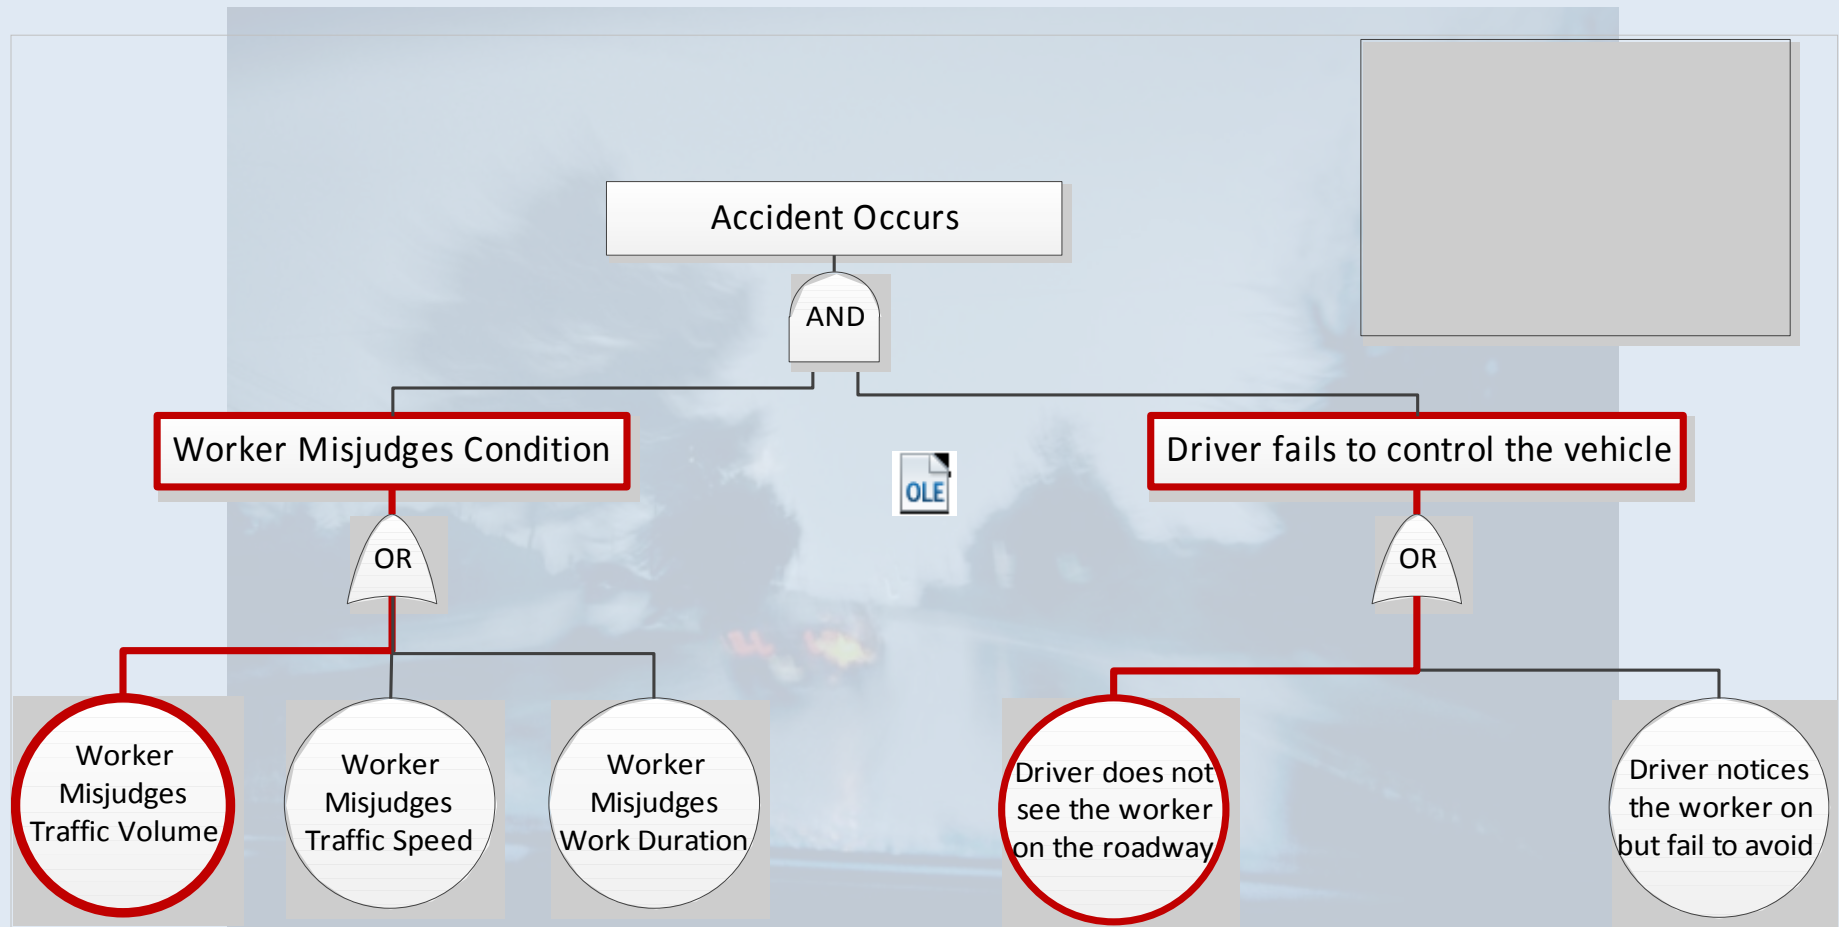 Accident Occurs
AND
Worker Misjudges Condition
Driver fails to control the vehicle
OLE
OR
OR
Worker
Misjudges
Traffic Volume
Worker
Misjudges
Traffic Speed
Worker
Misjudges
Work Duration
Driver does not
see the worker
on the roadway
Driver notices
the worker on
but fail to avoid